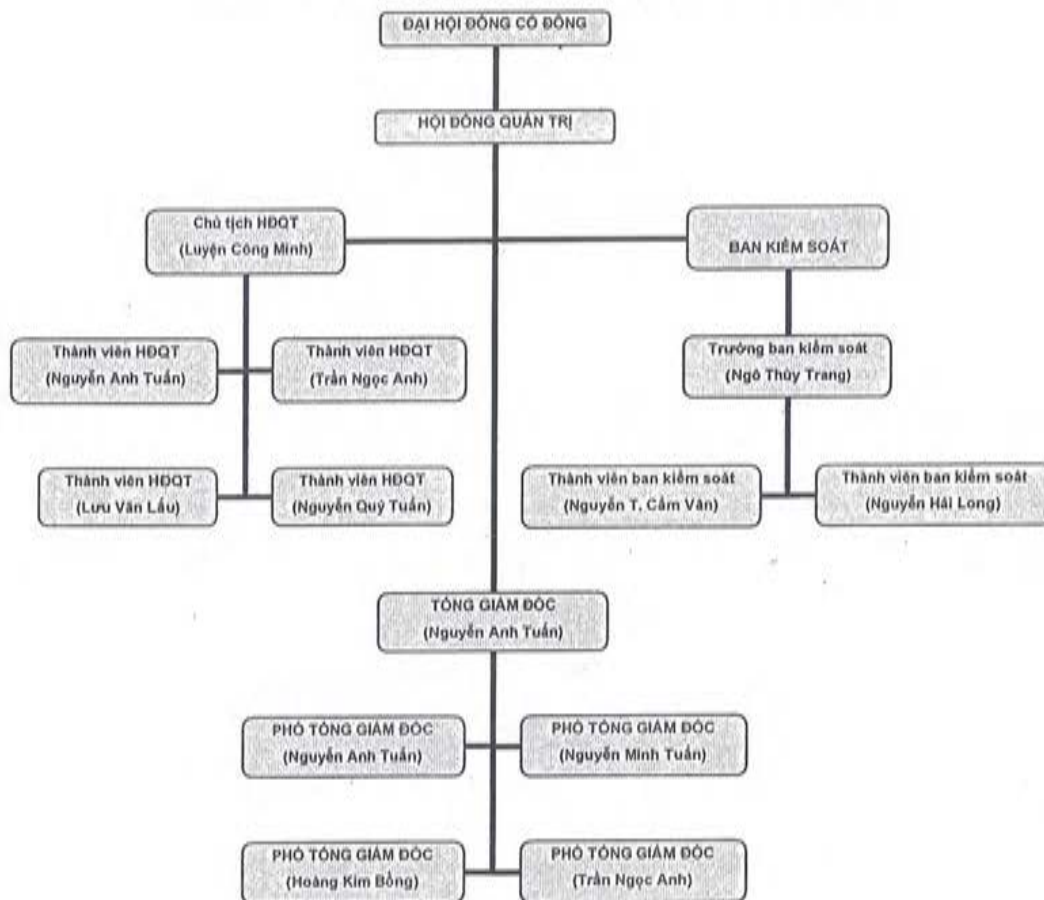 ĐẠI HỘI ĐỒNG CỔ ĐÔNG
HỘI ĐỒNG QUẢN TRỊ
Chủ tịch HĐQT
(Luyện Công Minh)
BAN KIỂM SOÁT
Thành viên HĐQT
(Nguyễn Anh Tuấn)
Thành viên HĐQT
(Trần Ngọc Anh)
Trưởng ban kiểm soát
(Ngô Thùy Trang)
Thành viên HĐQT
(Lưu Văn Lấu)
Thành viên HĐQT
(Nguyễn Quý Tuấn)
Thành viên ban kiểm soát
(Nguyễn T. Cẩm Vân)
Thành viên ban kiểm soát
(Nguyễn Hải Long)
TỔNG GIÁM ĐỐC
(Nguyễn Anh Tuấn)
PHÓ TỔNG GIÁM ĐỐC
(Nguyễn Anh Tuấn)
PHÓ TỔNG GIÁM ĐỐC
(Nguyễn Minh Tuấn)
PHÓ TỔNG GIÁM ĐỐC
(Hoàng Kim Bồng)
PHÓ TỔNG GIÁM ĐỐC
(Trần Ngọc Anh)